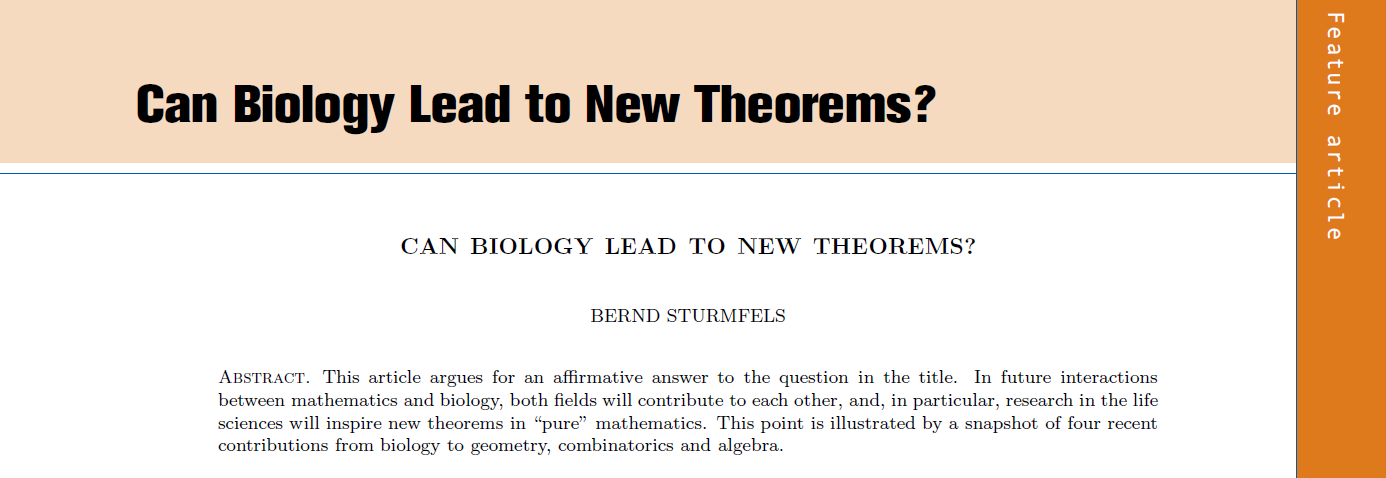 Can Biology Lead to New Theorems?
Feature article
CAN BIOLOGY LEAD TO NEW THEOREMS?
BERND STURMFELS
ABSTRACT. This article argues for an affirmative answer to the question in the title. In future interactions
between mathematics and biology, both fields will contribute to each other, and, in particular, research in the life
sciences will inspire new theorems in “pure” mathematics. This point is illustrated by a snapshot of four recent
contributions from biology to geometry, combinatorics and algebra.